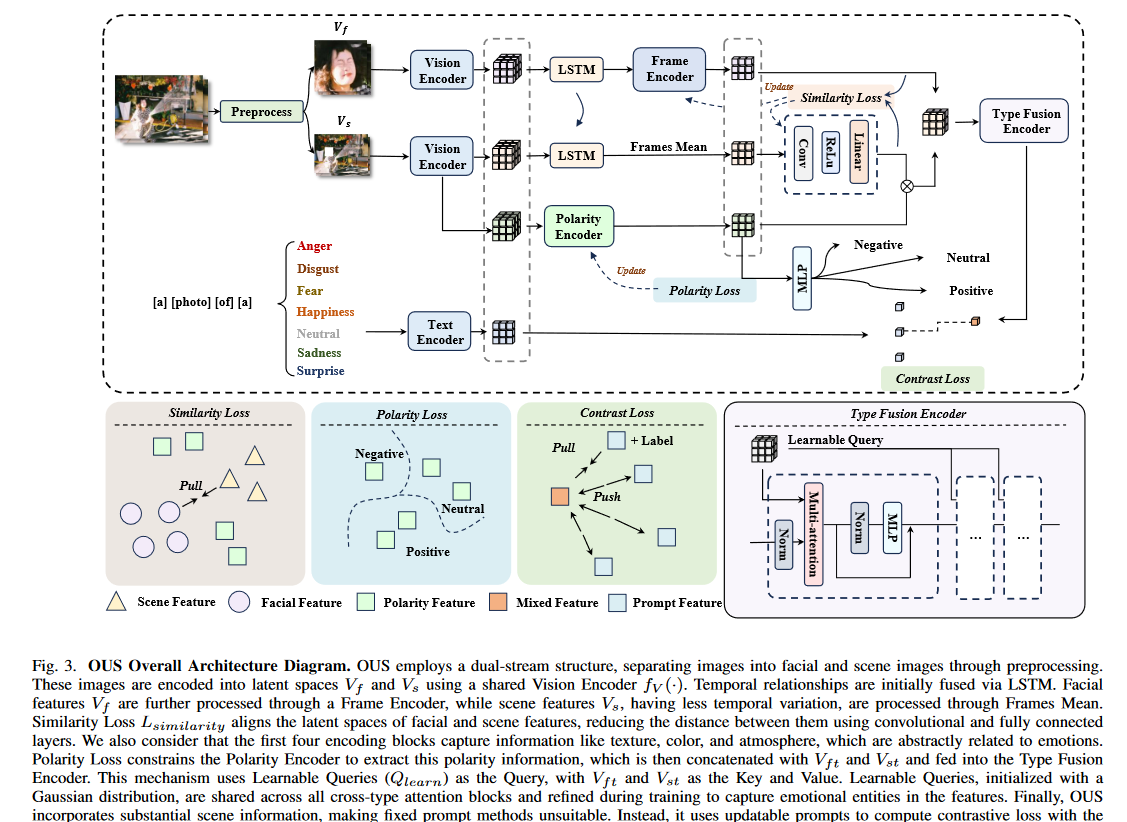 V_f
Vision Encoder
LSTM
Frame Encoder
Update
Similarity Loss
Type Fusion Encoder
Preprocess
V_s
Vision Encoder
LSTM
Frames Mean
Conv
ReLu
Linear
Polarity Encoder
Update
Polarity Loss
MLP
Negative
Neutral
Positive
[a] [photo] [of] [a]
Anger
Disgust
Fear
Happiness
Neutral
Sadness
Surprise
Text Encoder
Contrast Loss
Similarity Loss
Pull
Polarity Loss
Negative
Neutral
Positive
Contrast Loss
Pull
+ Label
Push
Type Fusion Encoder
Learnable Query
Norm
Multi-attention
Norm
MLP
...
...
Scene Feature
Facial Feature
Polarity Feature
Mixed Feature
Prompt Feature
Fig. 3. OUS Overall Architecture Diagram. OUS employs a dual-stream structure, separating images into facial and scene images through preprocessing.
These images are encoded into latent spaces V_f and V_s using a shared Vision Encoder f_V(·). Temporal relationships are initially fused via LSTM. Facial
features V_f are further processed through a Frame Encoder, while scene features V_s, having less temporal variation, are processed through Frames Mean.
Similarity Loss L_similarity aligns the latent spaces of facial and scene features, reducing the distance between them using convolutional and fully connected
layers. We also consider that the first four encoding blocks capture information like texture, color, and atmosphere, which are abstractly related to emotions.
Polarity Loss constrains the Polarity Encoder to extract this polarity information, which is then concatenated with V_ft and V_st and fed into the Type Fusion
Encoder. This mechanism uses Learnable Queries (Q_learn) as the Query, with V_ft and V_st as the Key and Value. Learnable Queries, initialized with a
Gaussian distribution, are shared across all cross-type attention blocks and refined during training to capture emotional entities in the features. Finally, OUS
incorporates substantial scene information, making fixed prompt methods unsuitable. Instead, it uses updatable prompts to compute contrastive loss with the